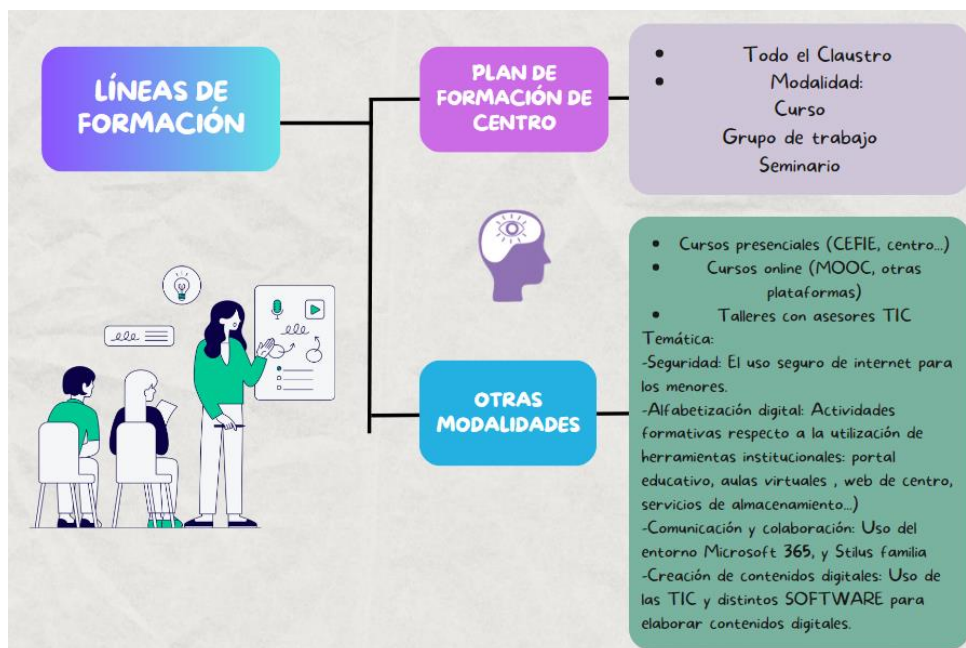 LÍNEAS DE
FORMACIÓN
PLAN DE
FORMACIÓN DE
CENTRO
• Todo el Claustro
• Modalidad:
Curso
Grupo de trabajo
Seminario
OTRAS
MODALIDADES
• Cursos presenciales (CEFIE, centro...)
• Cursos online (MOOC, otras
plataformas)
• Talleres con asesores TIC
Temática:
-Seguridad: El uso seguro de internet para
los menores.
-Alfabetización digital: Actividades
formativas respecto a la utilización de
herramientas institucionales: portal
educativo, aulas virtuales , web de centro,
servicios de almacenamiento...)
-Comunicación y colaboración: Uso del
entorno Microsoft 365, y Stilus familia
-Creación de contenidos digitales: Uso de
las TIC y distintos SOFTWARE para
elaborar contenidos digitales.